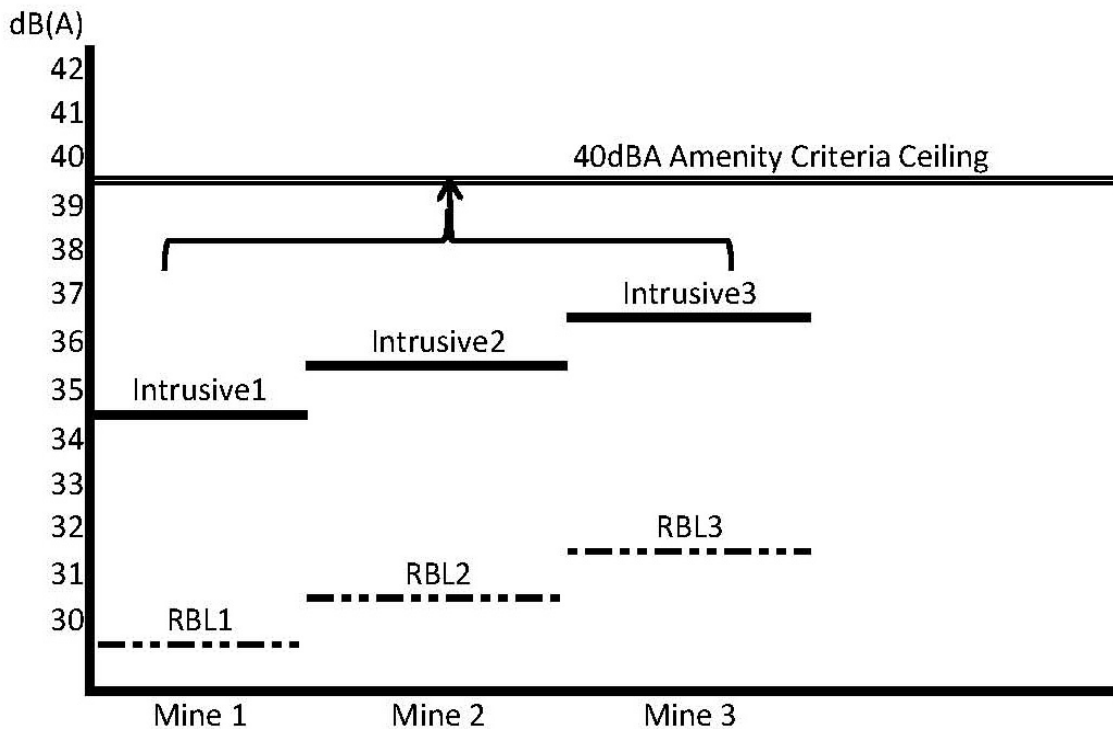 dB(A)
42
41
40
40dBA Amenity Criteria Ceiling
39
38
37
Intrusive3
36
Intrusive2
35
Intrusive1
34
33
32
RBL3
31
RBL2
30
RBL1
Mine 1
Mine 2
Mine 3